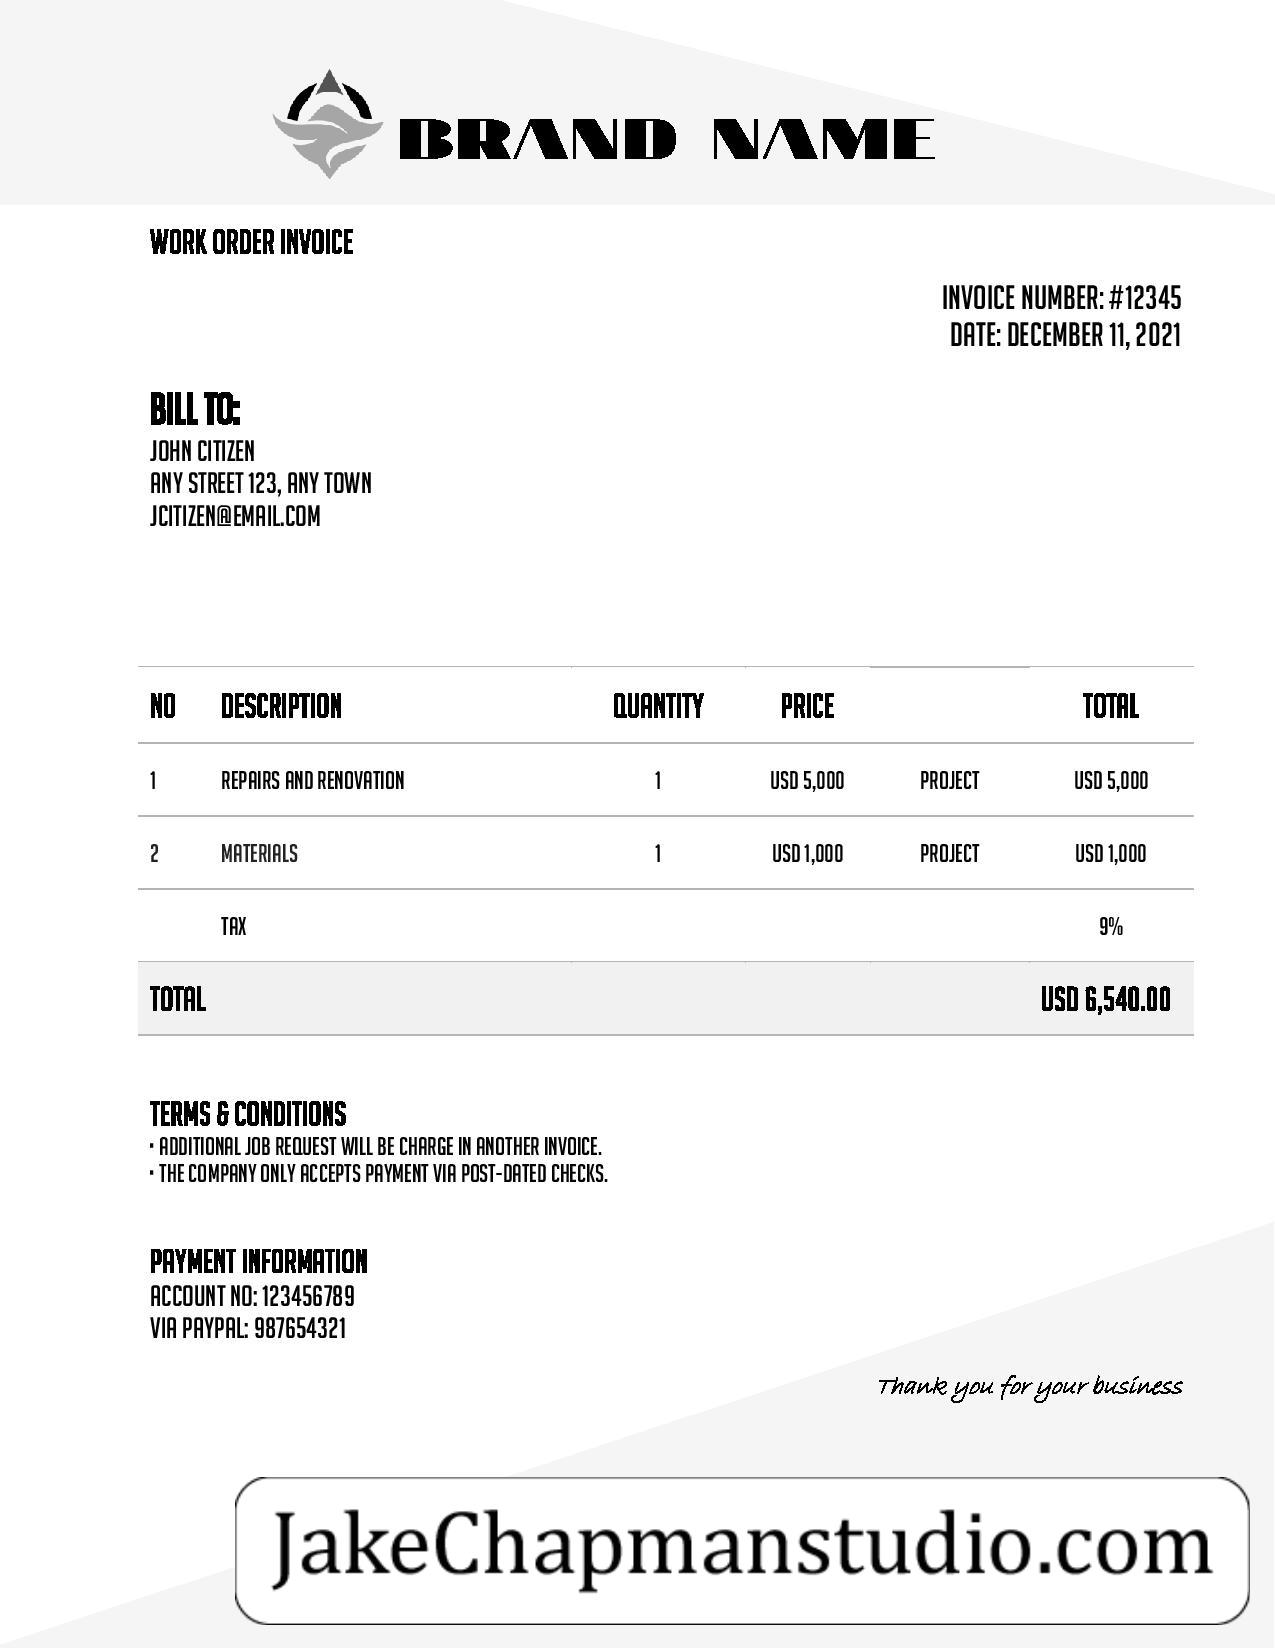 BRAND NAME
WORK ORDER INVOICE
INVOICE NUMBER: #12345
DATE: DECEMBER 11, 2021
BILL TO:
JOHN CITIZEN
ANY STREET 123, ANY TOWN
JCITIZEN@EMAIL.COM
NO DESCRIPTION QUANTITY PRICE TOTAL
1 REPAIRS AND RENOVATION 1 USD 5,000 PROJECT USD 5,000
2 MATERIALS 1 USD 1,000 PROJECT USD 1,000
TAX 9%
TOTAL USD 6,540.00
TERMS & CONDITIONS
• ADDITIONAL JOB REQUEST WILL BE CHARGE IN ANOTHER INVOICE.
• THE COMPANY ONLY ACCEPTS PAYMENT VIA POST-DATED CHECKS.
PAYMENT INFORMATION
ACCOUNT NO: 123456789
VIA PAYPAL: 987654321
Thank you for your business
JakeChapmanstudio.com